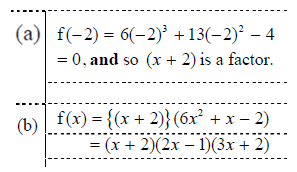 (a) f(−2) = 6(−2)³ + 13(−2)² − 4
= 0, and so (x + 2) is a factor.
(b) f(x) = {(x + 2)}(6x² + x − 2)
= (x + 2)(2x − 1)(3x + 2)